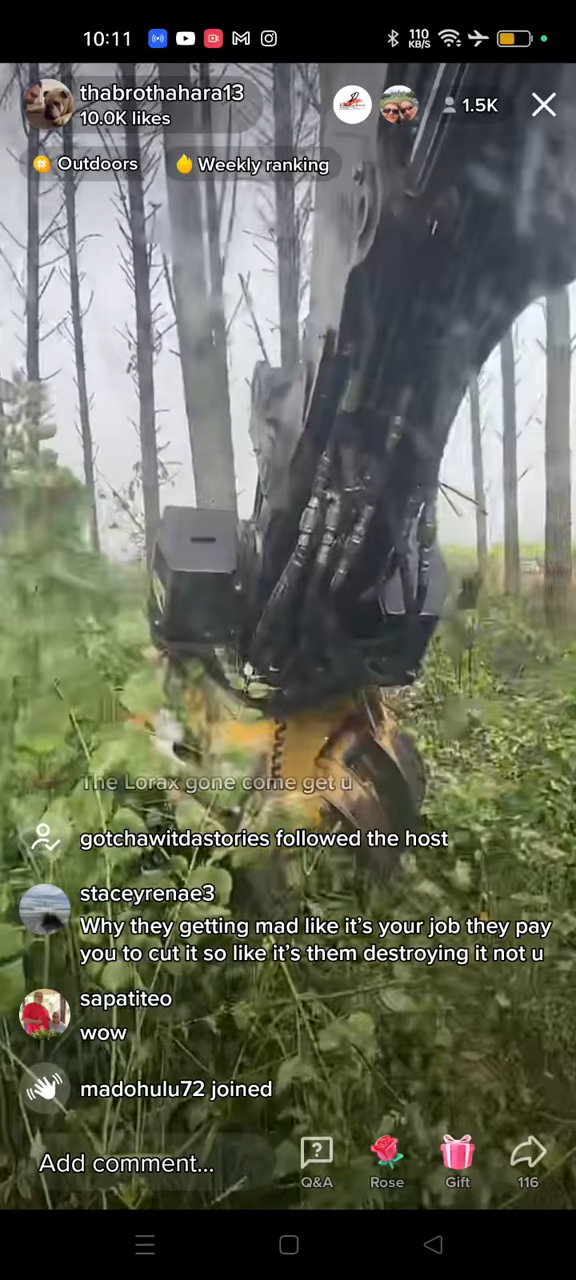 10:11
110
KB/S
thabrothahara13
10.0K likes
1.5K
Outdoors
Weekly ranking
The Lorax gone come get u
gotchawitdastories followed the host
staceyrenae3
Why they getting mad like it's your job they pay
you to cut it so like it's them destroying it not u
sapatiteo
wow
madohulu72 joined
Add comment...
Q&A
Rose
Gift
116